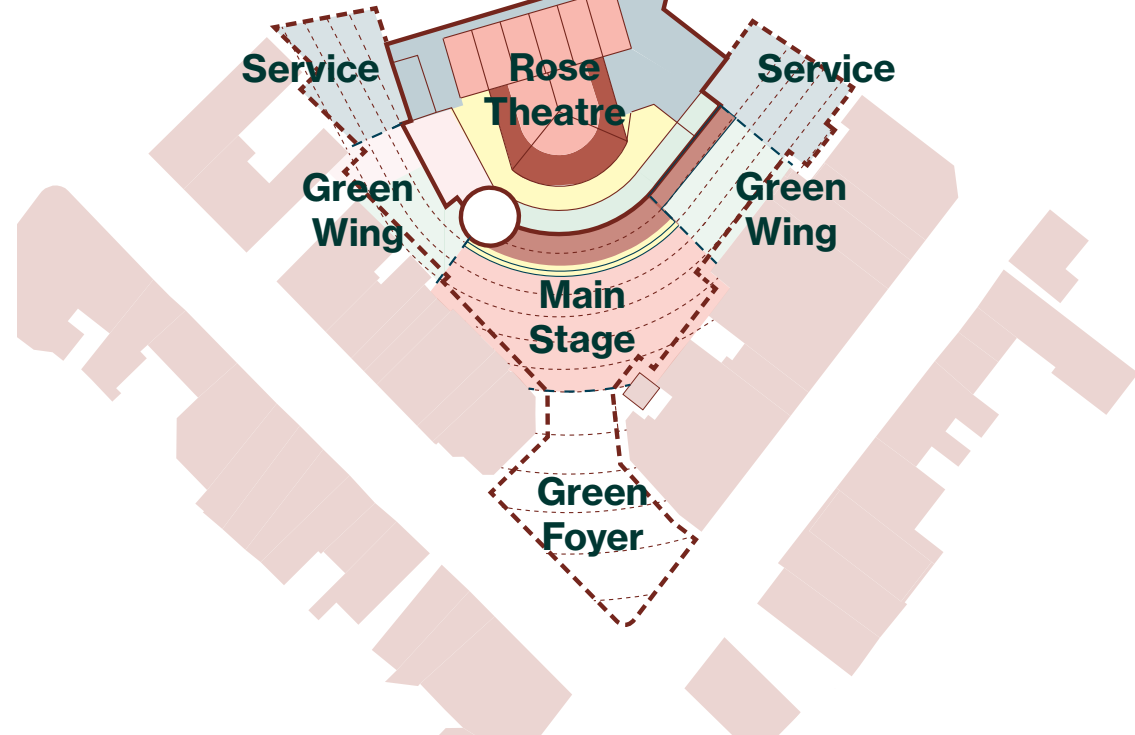 Service
Rose
Theatre
Service
Green
Wing
Green
Wing
Main
Stage
Green
Foyer